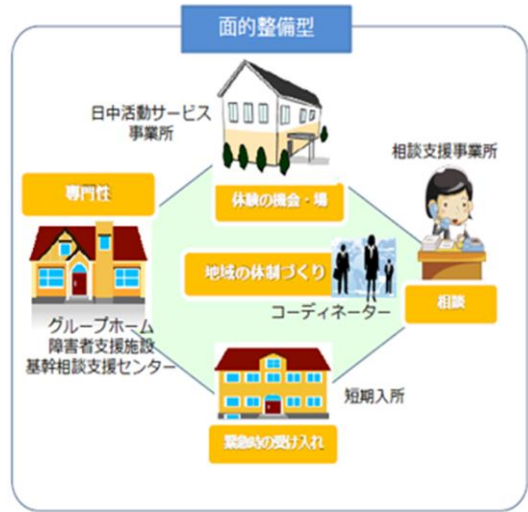 面的整備型
日中活動サービス
事業所
相談支援事業所
専門性
体験の機会・場
地域の体制づくり
コーディネーター
相談
グループホーム
障害者支援施設
基幹相談支援センター
短期入所
緊急時の受け入れ